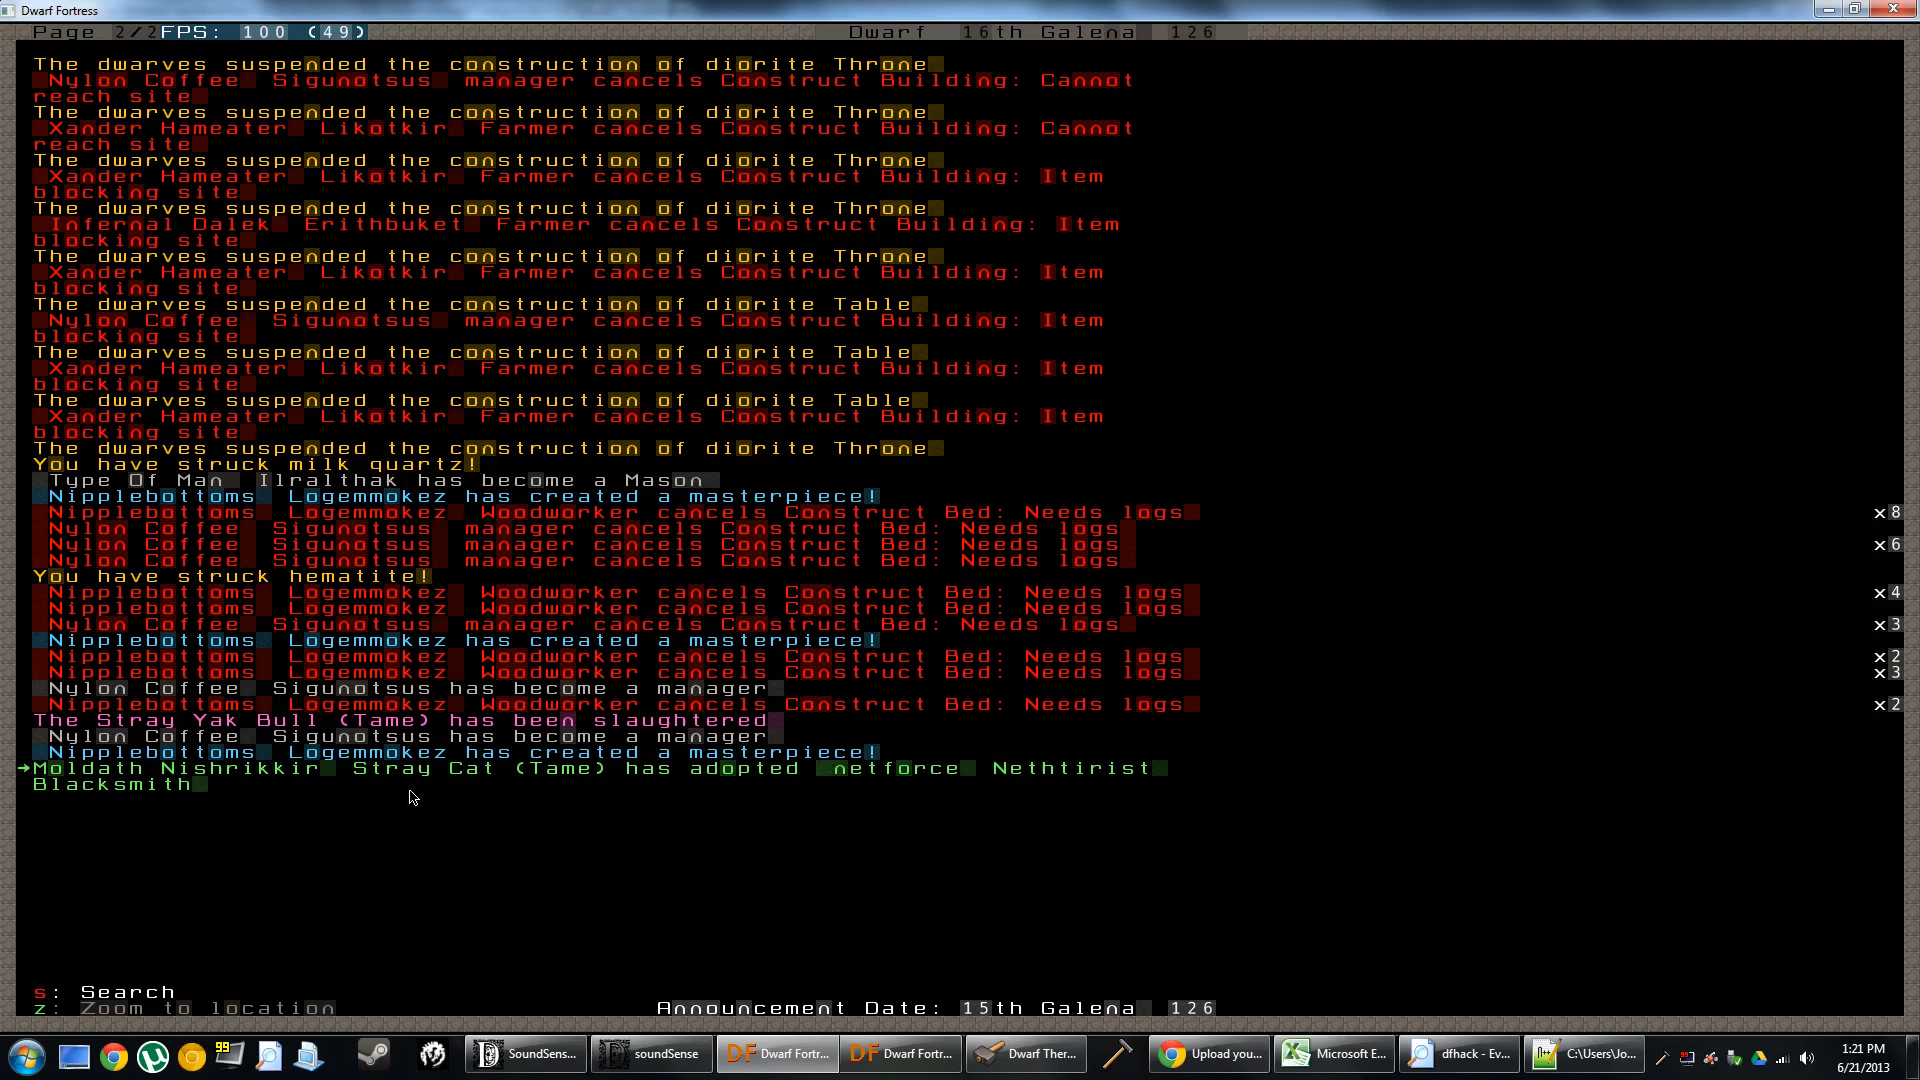 Dwarf Fortress
Page 2/2 FPS: 100 (49) Dwarf 16th Galena 126
The dwarves suspended the construction of diorite Throne
Nylon Coffee Sigunotsus manager cancels Construct Building: Cannot
reach site
The dwarves suspended the construction of diorite Throne
Xander Hameater Likotkir Farmer cancels Construct Building: Cannot
reach site
The dwarves suspended the construction of diorite Throne
Xander Hameater Likotkir Farmer cancels Construct Building: Item
blocking site
The dwarves suspended the construction of diorite Throne
Infernal Dalek Erithbuket Farmer cancels Construct Building: Item
blocking site
The dwarves suspended the construction of diorite Throne
Xander Hameater Likotkir Farmer cancels Construct Building: Item
blocking site
The dwarves suspended the construction of diorite Table
Nylon Coffee Sigunotsus manager cancels Construct Building: Item
blocking site
The dwarves suspended the construction of diorite Table
Xander Hameater Likotkir Farmer cancels Construct Building: Item
blocking site
The dwarves suspended the construction of diorite Table
Xander Hameater Likotkir Farmer cancels Construct Building: Item
blocking site
The dwarves suspended the construction of diorite Throne
You have struck milk quartz!
Type Of Man Ilralthak has become a Mason
Nipplebottoms Logemmokez has created a masterpiece!
Nipplebottoms Logemmokez Woodworker cancels Construct Bed: Needs logs x8
Nylon Coffee Sigunotsus manager cancels Construct Bed: Needs logs
Nylon Coffee Sigunotsus manager cancels Construct Bed: Needs logs x6
Nylon Coffee Sigunotsus manager cancels Construct Bed: Needs logs
You have struck hematite!
Nipplebottoms Logemmokez Woodworker cancels Construct Bed: Needs logs x4
Nipplebottoms Logemmokez Woodworker cancels Construct Bed: Needs logs
Nylon Coffee Sigunotsus manager cancels Construct Bed: Needs logs x3
Nipplebottoms Logemmokez has created a masterpiece!
Nipplebottoms Logemmokez Woodworker cancels Construct Bed: Needs logs x2
Nipplebottoms Logemmokez Woodworker cancels Construct Bed: Needs logs x3
Nylon Coffee Sigunotsus has become a manager
Nipplebottoms Logemmokez Woodworker cancels Construct Bed: Needs logs x2
The Stray Yak Bull (Tame) has been slaughtered
Nylon Coffee Sigunotsus has become a manager
Nipplebottoms Logemmokez has created a masterpiece!
→Moldath Nishrikkir Stray Cat (Tame) has adopted netforce Nethtirist
Blacksmith
s: Search
z: Zoom to location Announcement Date: 15th Galena 126
99 SoundSens... soundSense DF Dwarf Fortr... DF Dwarf Fortr... Dwarf Ther... Upload you... Microsoft E... dfhack - Ev... C:\Users\Jo... 1:21 PM
6/21/2013